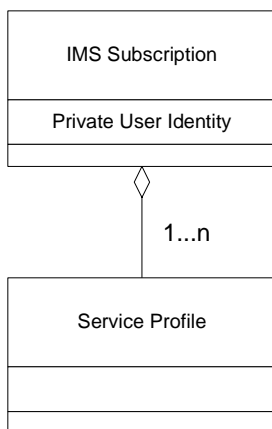 IMS Subscription
Private User Identity
1...n
Service Profile